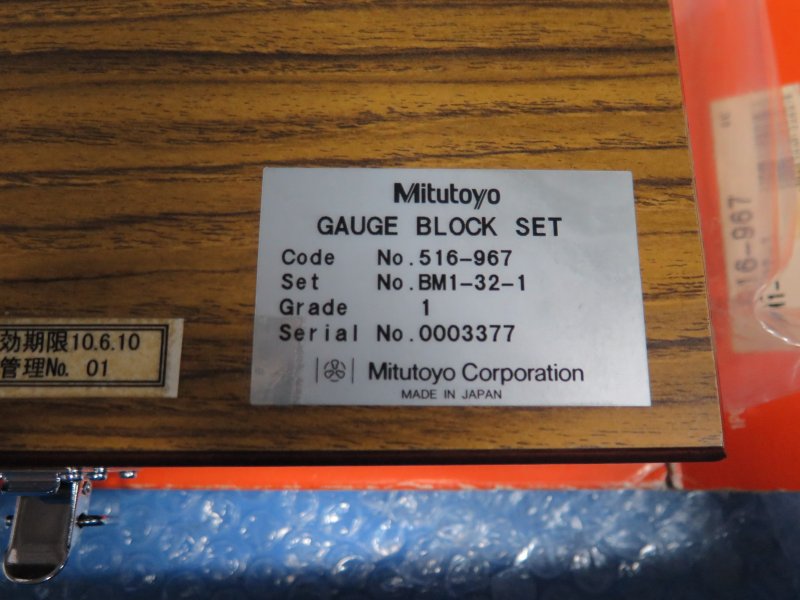 Mitutoyo
GAUGE BLOCK SET
Code No.516-967
Set No.BM1-32-1
Grade 1
Serial No.0003377
Mitutoyo Corporation
MADE IN JAPAN
効期限10.6.10
管理No. 01
516-967